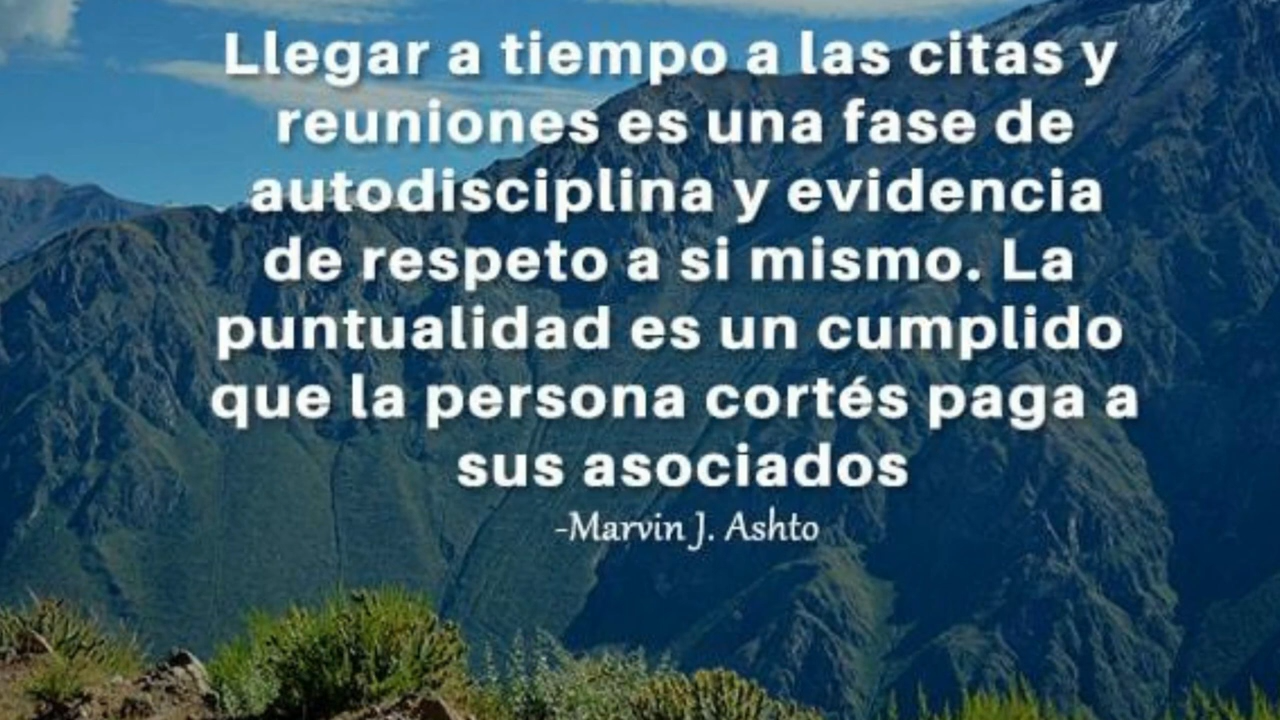 Llegar a tiempo a las citas y
reuniones es una fase de
autodisciplina y evidencia
de respeto a si mismo. La
puntualidad es un cumplido
que la persona cortés paga a
sus asociados
-Marvin J. Ashto